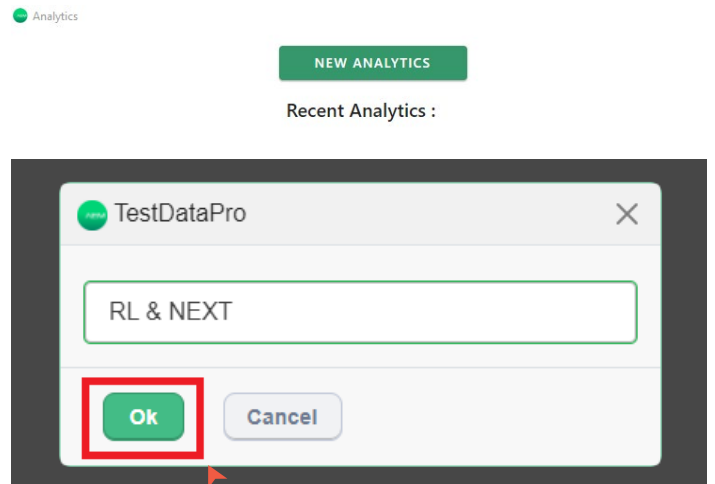 Analytics
NEW ANALYTICS
Recent Analytics :
TestDataPro
RL & NEXT
Ok
Cancel